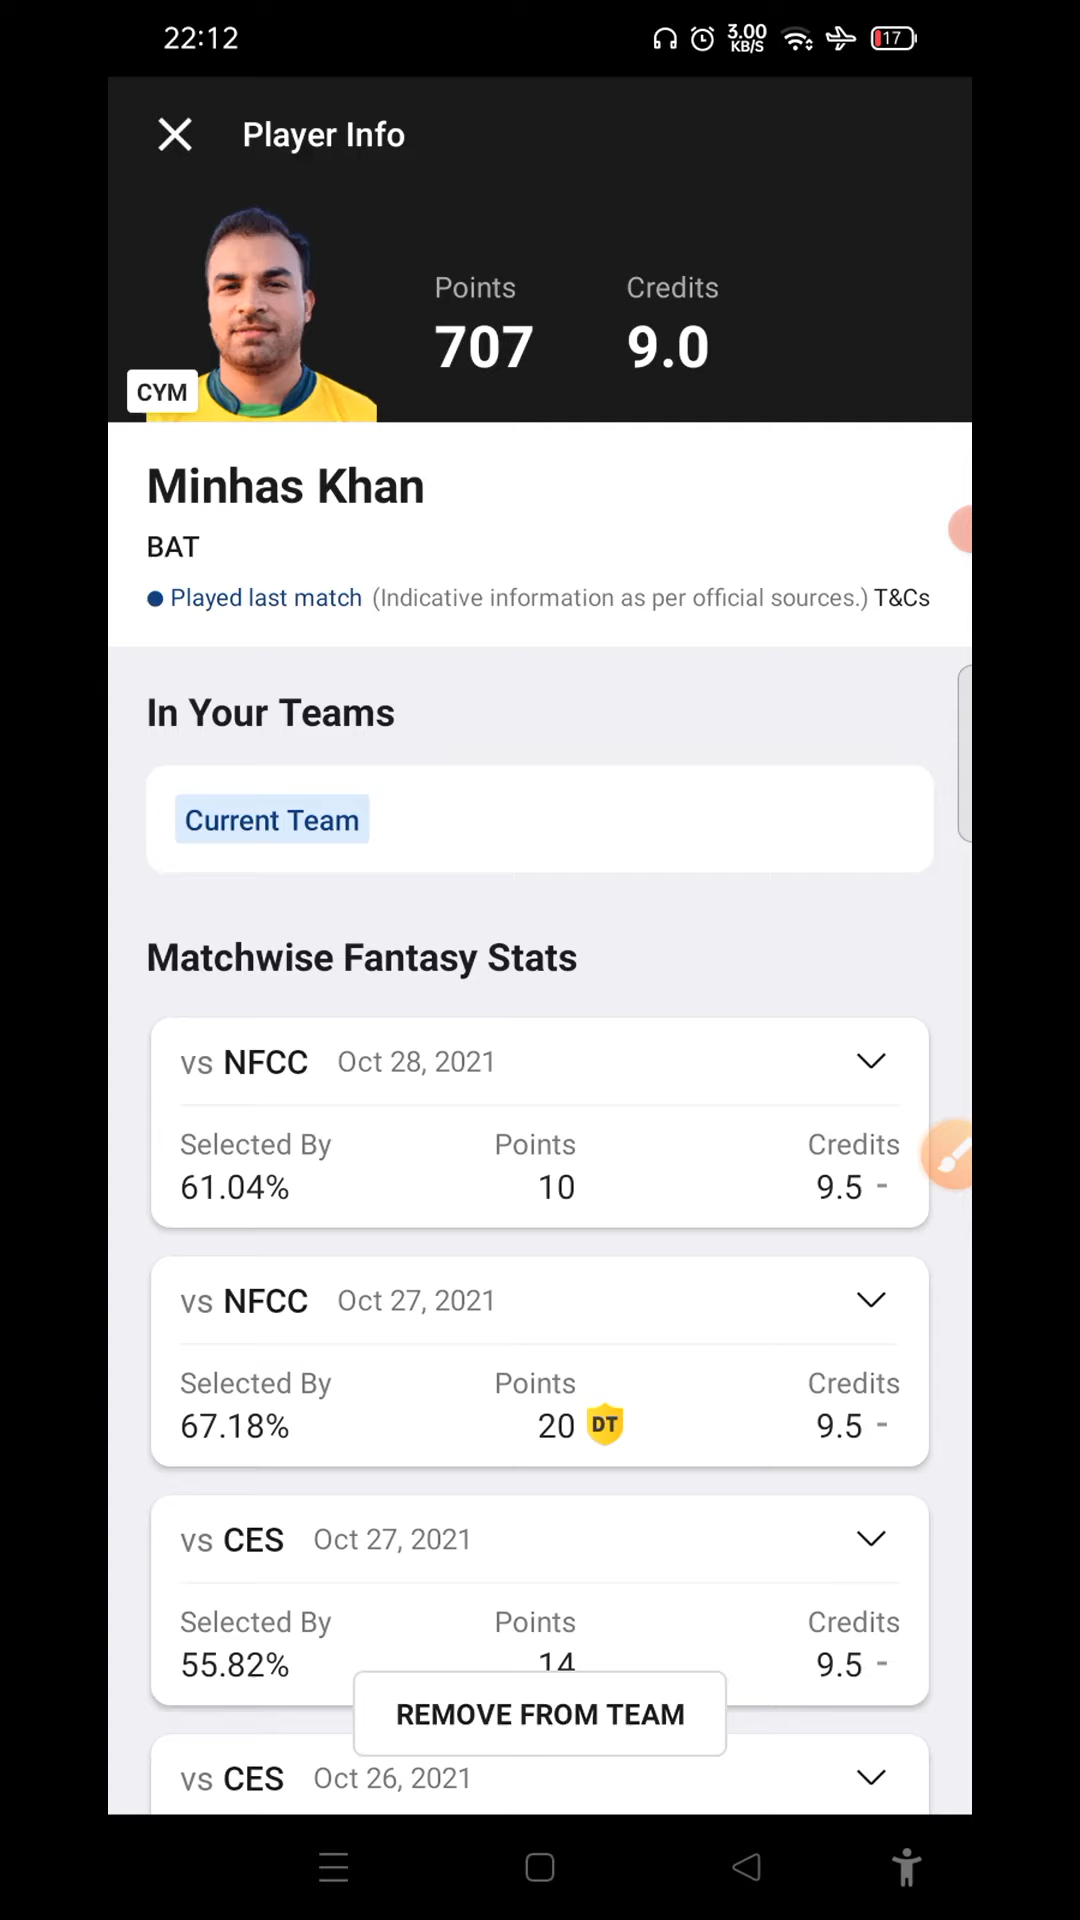 22:12
3.00
KB/S
17
Player Info
Points
Credits
707
9.0
CYM
Minhas Khan
BAT
Played last match (Indicative information as per official sources.) T&Cs
In Your Teams
Current Team
Matchwise Fantasy Stats
vs NFCC Oct 28, 2021
Selected By Points Credits
61.04% 10 9.5 -
vs NFCC Oct 27, 2021
Selected By Points Credits
67.18% 20 DT 9.5 -
vs CES Oct 27, 2021
Selected By Points Credits
55.82% 14 9.5 -
REMOVE FROM TEAM
vs CES Oct 26, 2021